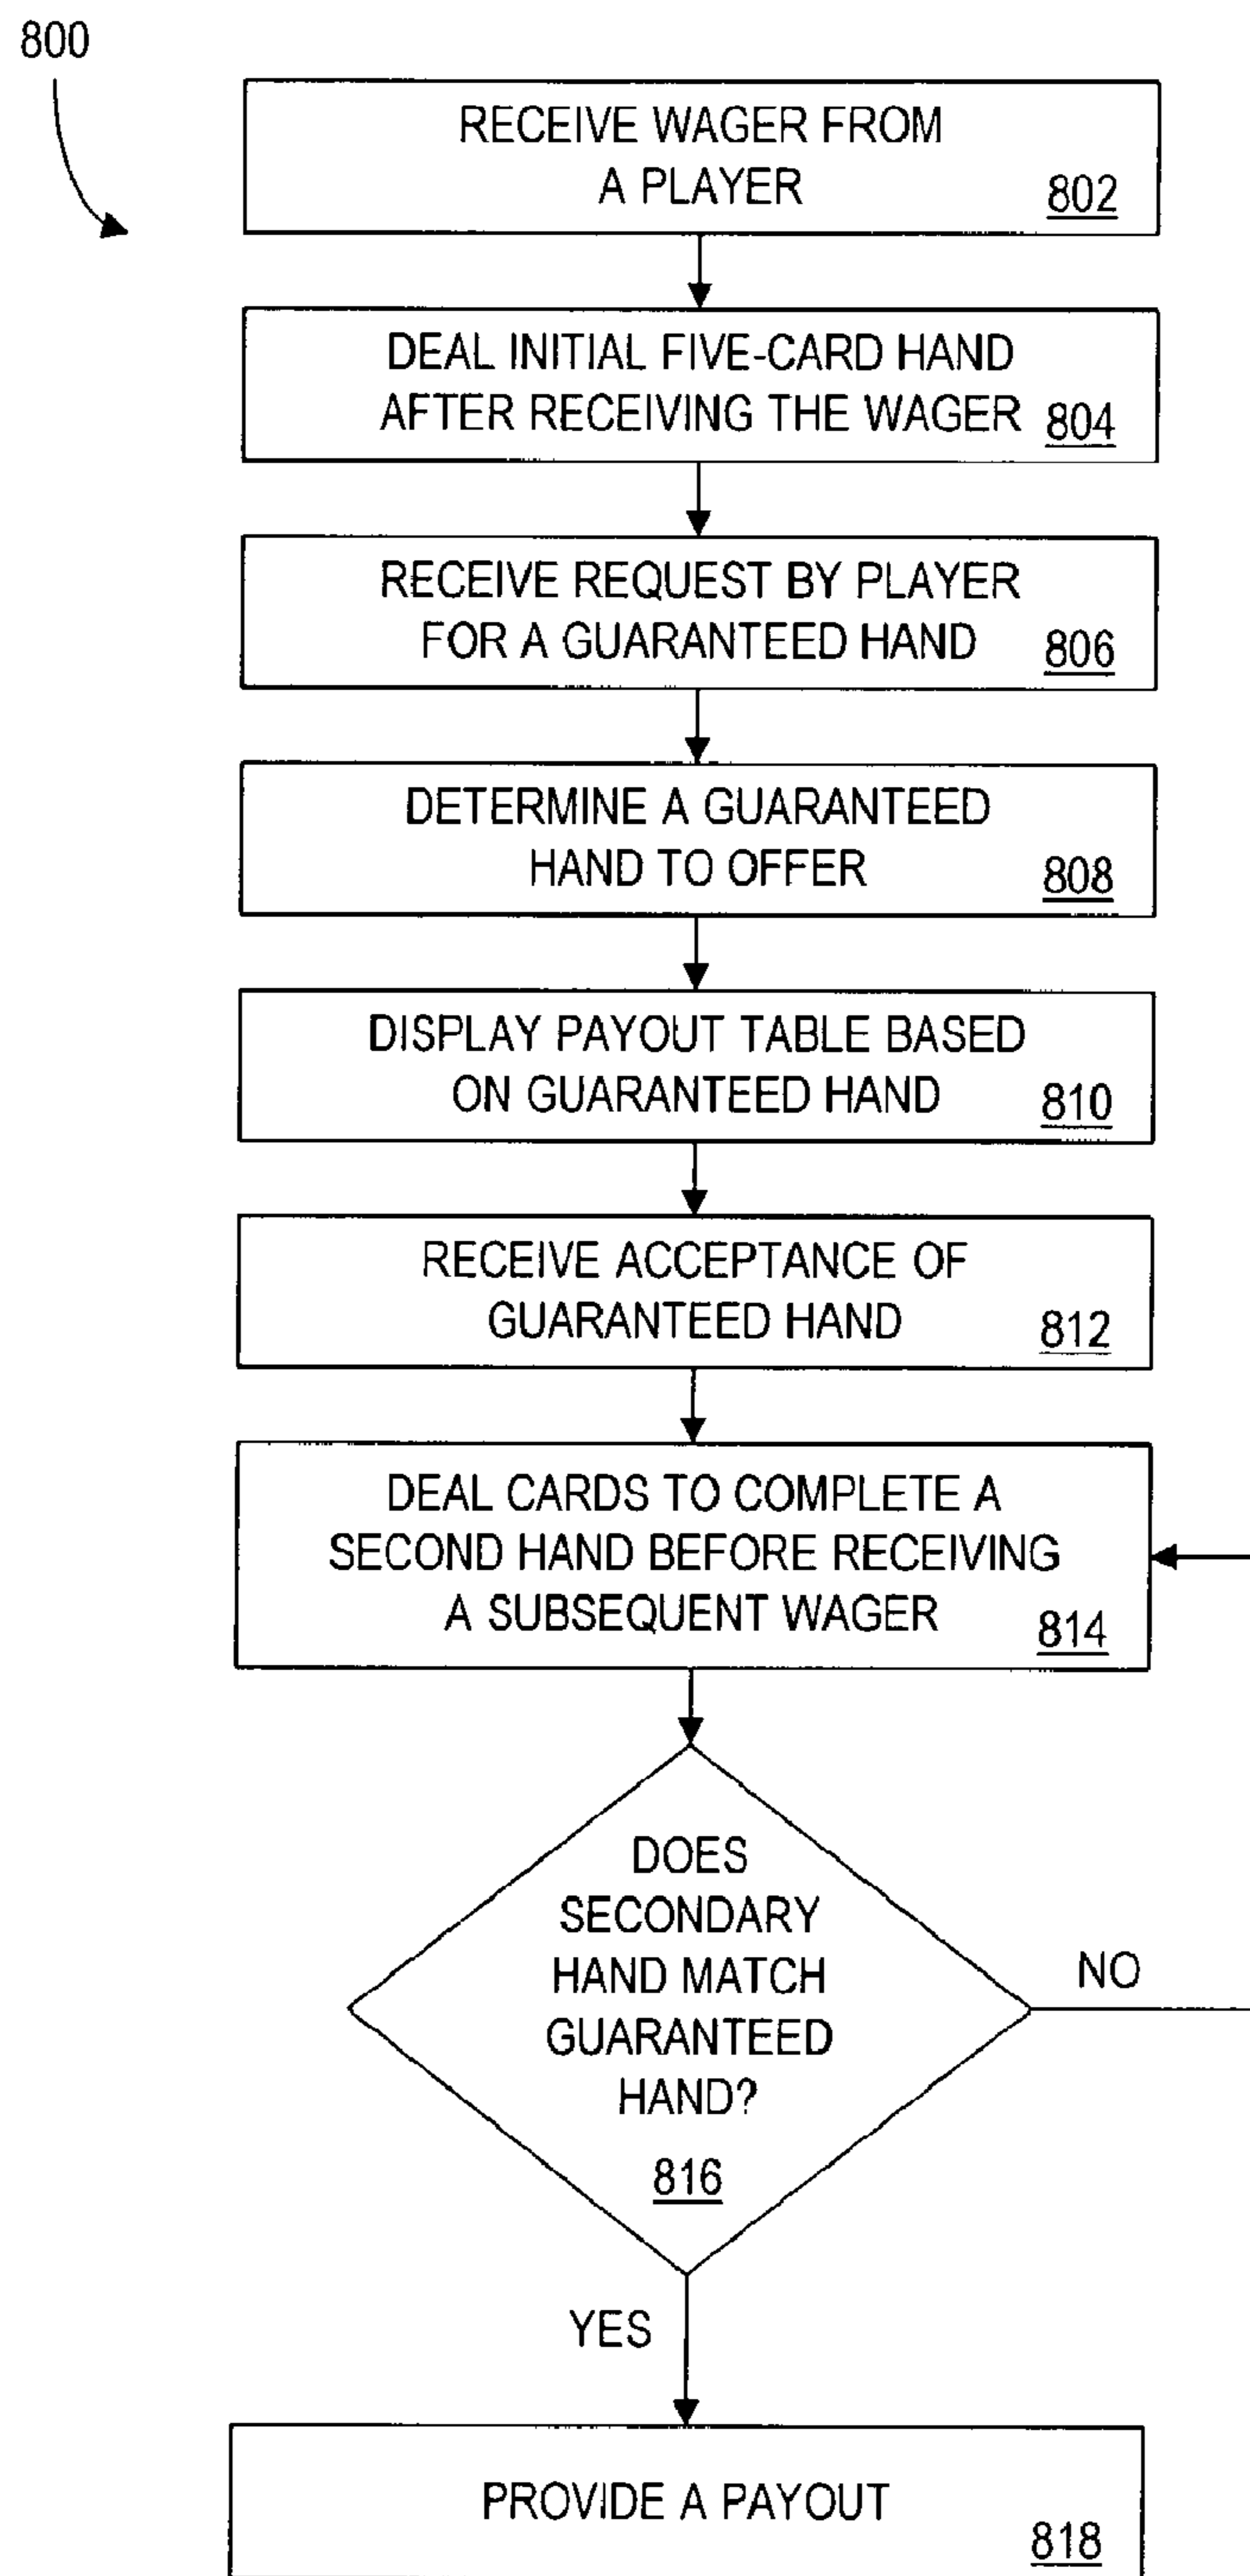 800
RECEIVE WAGER FROM
A PLAYER
802
DEAL INITIAL FIVE-CARD HAND
AFTER RECEIVING THE WAGER
804
RECEIVE REQUEST BY PLAYER
FOR A GUARANTEED HAND
806
DETERMINE A GUARANTEED
HAND TO OFFER
808
DISPLAY PAYOUT TABLE BASED
ON GUARANTEED HAND
810
RECEIVE ACCEPTANCE OF
GUARANTEED HAND
812
DEAL CARDS TO COMPLETE A
SECOND HAND BEFORE RECEIVING
A SUBSEQUENT WAGER
814
DOES
SECONDARY
HAND MATCH
GUARANTEED
HAND?
816
NO
YES
PROVIDE A PAYOUT
818